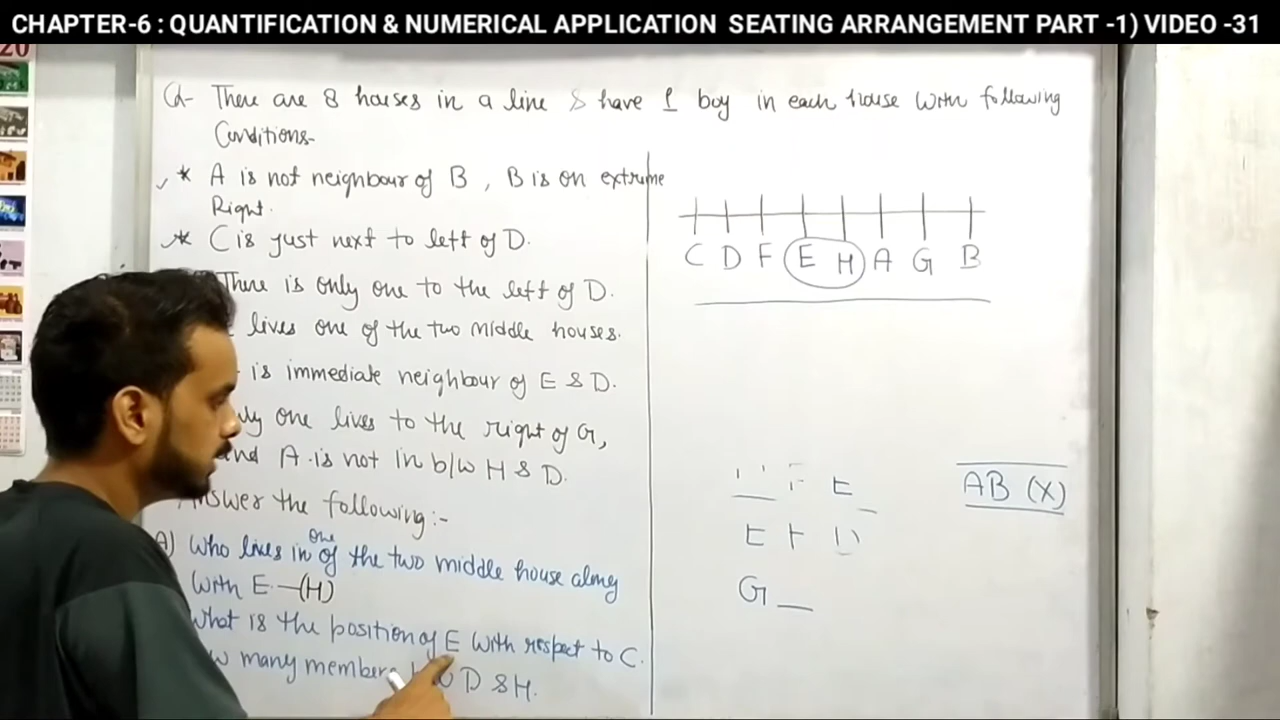 CHAPTER-6 : QUANTIFICATION & NUMERICAL APPLICATION SEATING ARRANGEMENT PART -1) VIDEO -31
20
Q- There are 8 houses in a line & have 1 boy in each house with following
Conditions-
* A is not neighbour of B, B is on extrume
Right.
* C is just next to left of D.
There is only one to the left of D.
lives one of the two middle houses.
is immediate neighbour of E & D.
one lives to the right of G,
and A is not in b/w H & D.
Answer the following:-
A) Who lives in one of the two middle house along
with E.—(H)
What is the position of E with respect to C.
many members D & H.
C D F E H A G B
E
E F D
G _
AB (X)